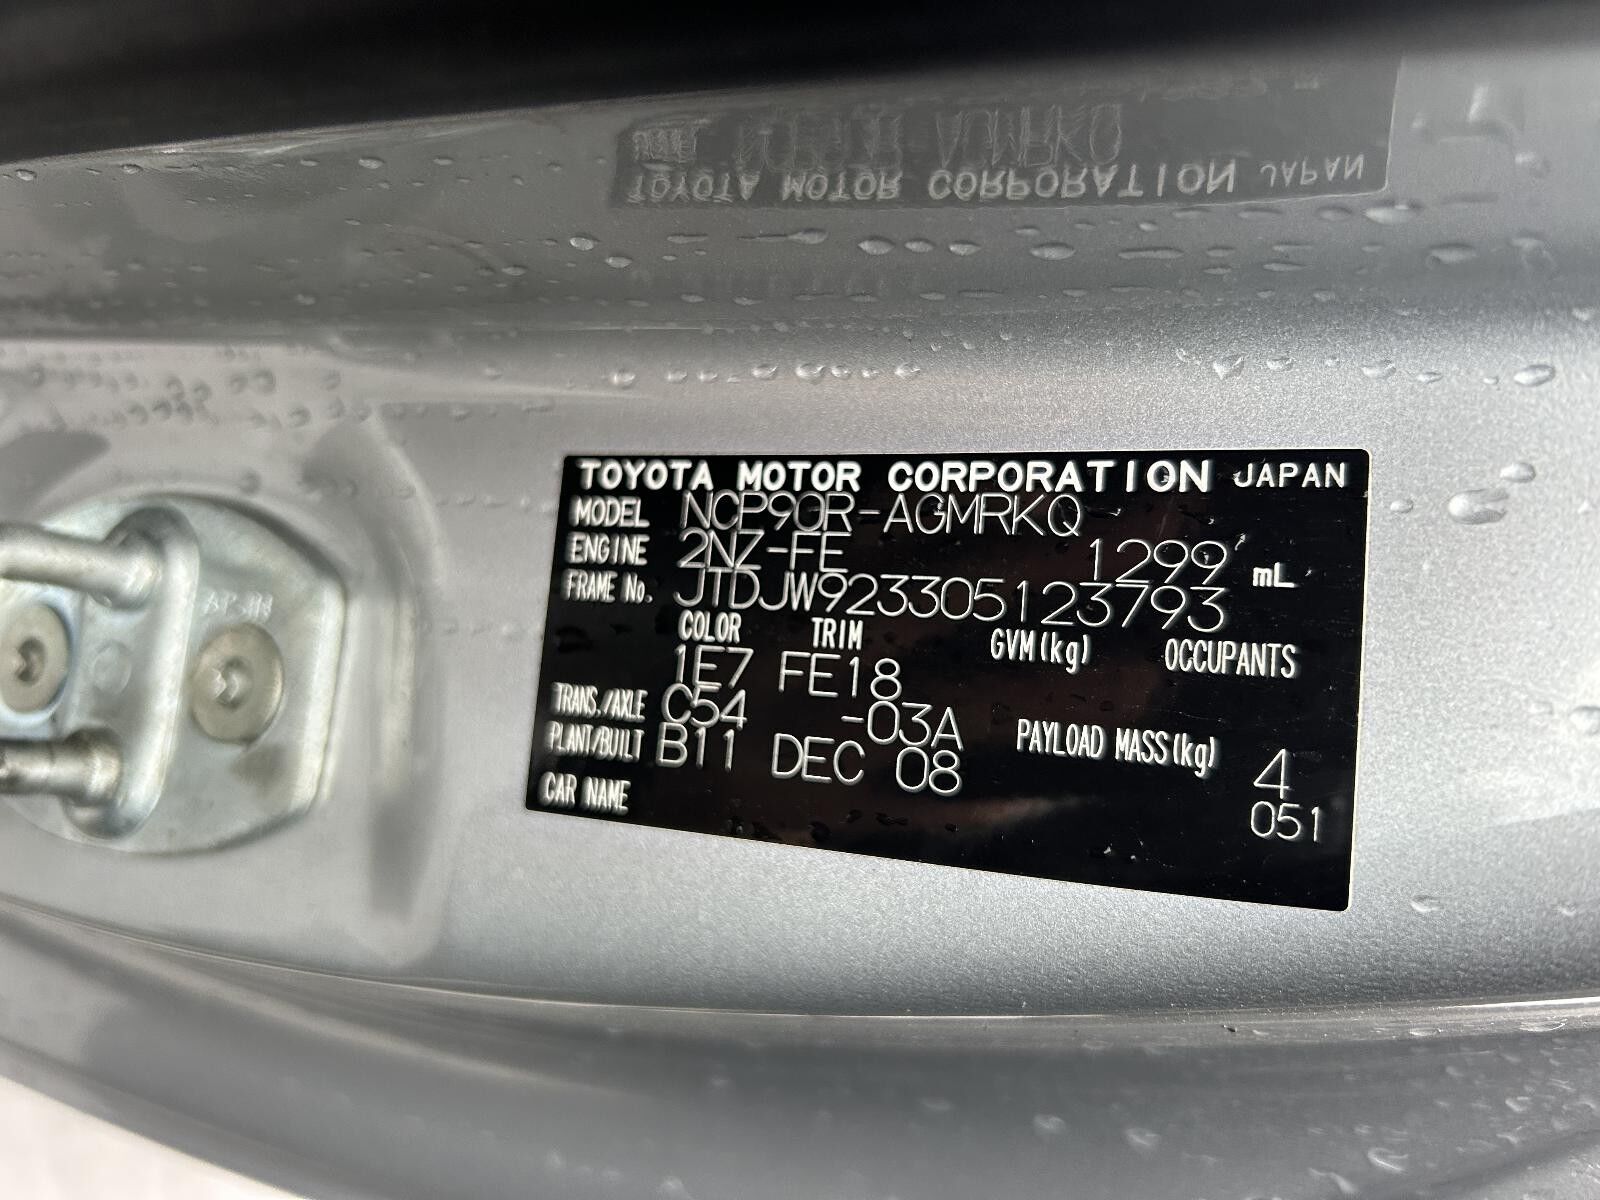 TOYOTA MOTOR CORPORATION JAPAN
TOYOTA MOTOR CORPORATION JAPAN
MODEL NCP90R-AGMRKQ
ENGINE 2NZ-FE 1299 mL
FRAME No. JTDJW923305123793
COLOR TRIM GVM(kg) OCCUPANTS
1E7 FE18
TRANS./AXLE C54 -03A PAYLOAD MASS(kg) 4
PLANT/BUILT B11 DEC 08 051
CAR NAME